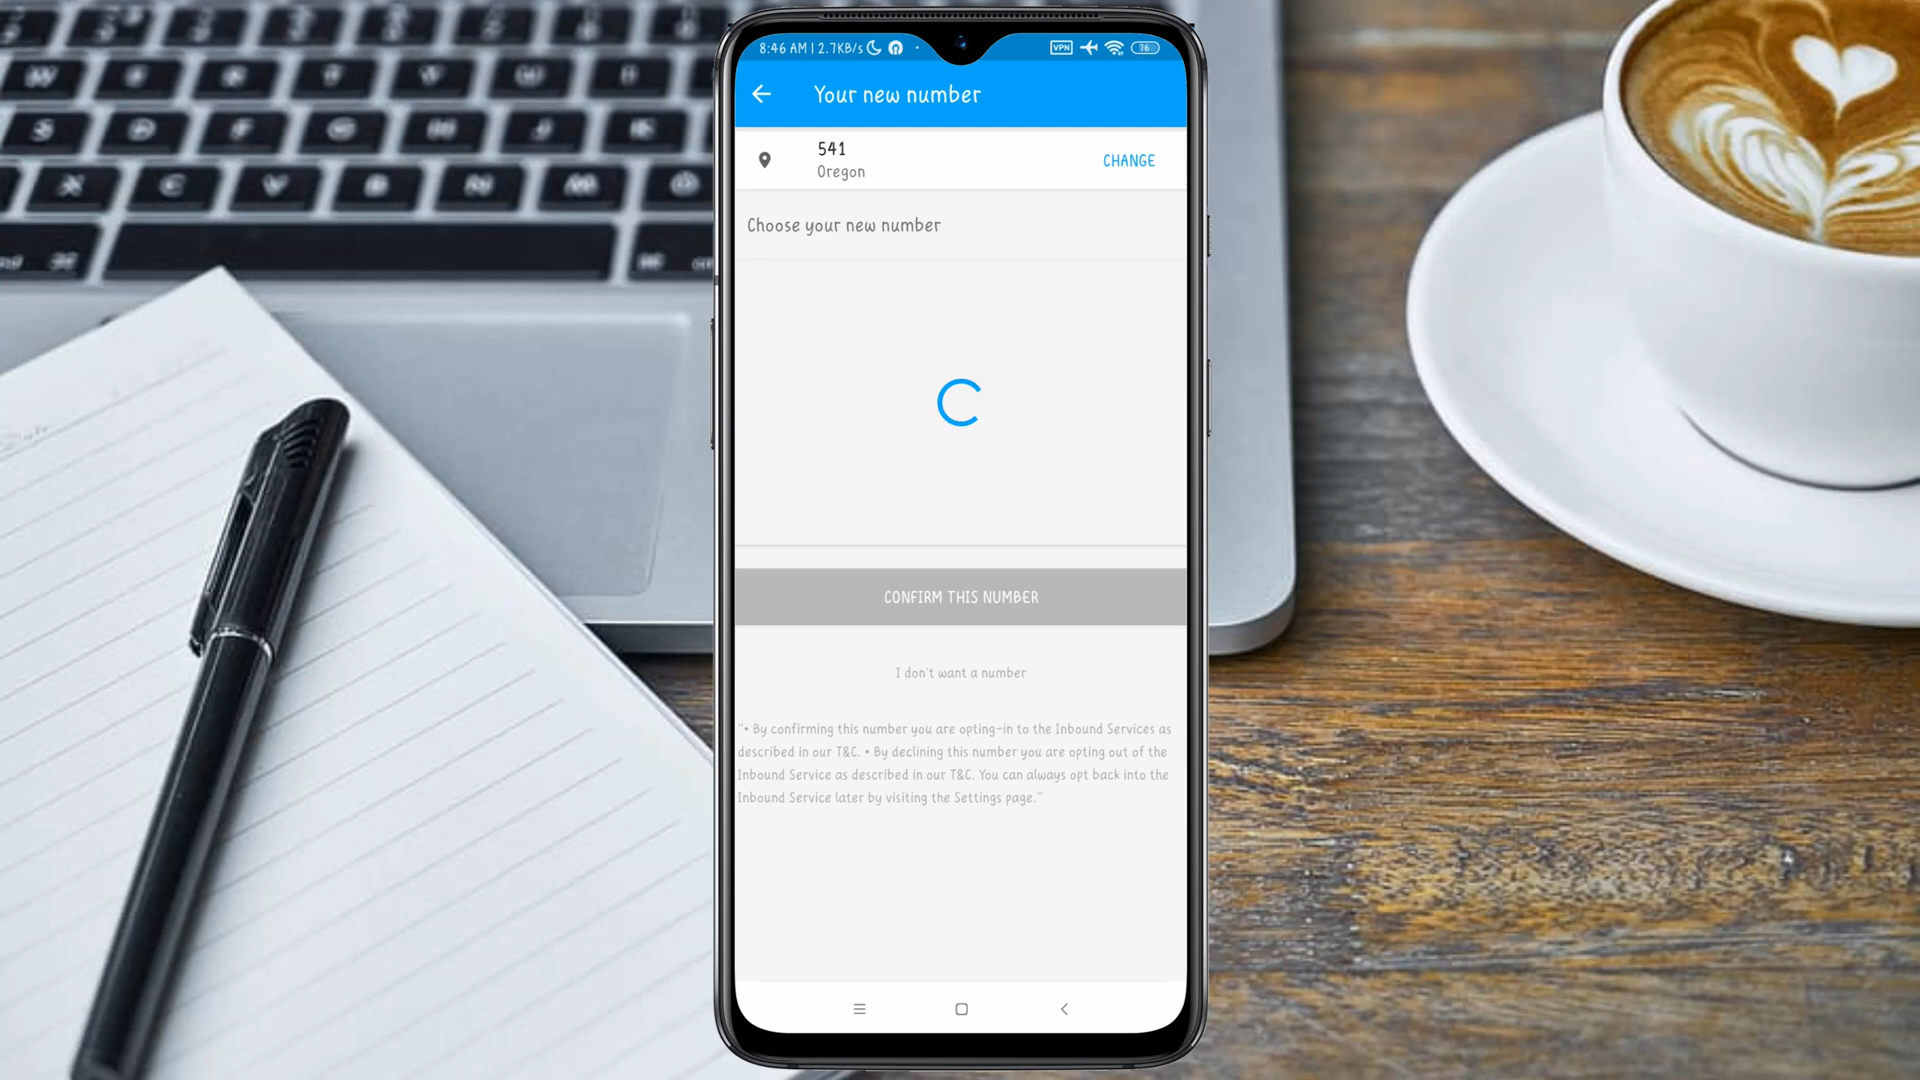 8:46 AM | 2.7KB/s
VPN
76
Your new number
541
Oregon
CHANGE
Choose your new number
CONFIRM THIS NUMBER
I don't want a number
"• By confirming this number you are opting-in to the Inbound Services as
described in our T&C. • By declining this number you are opting out of the
Inbound Service as described in our T&C. You can always opt back into the
Inbound Service later by visiting the Settings page."